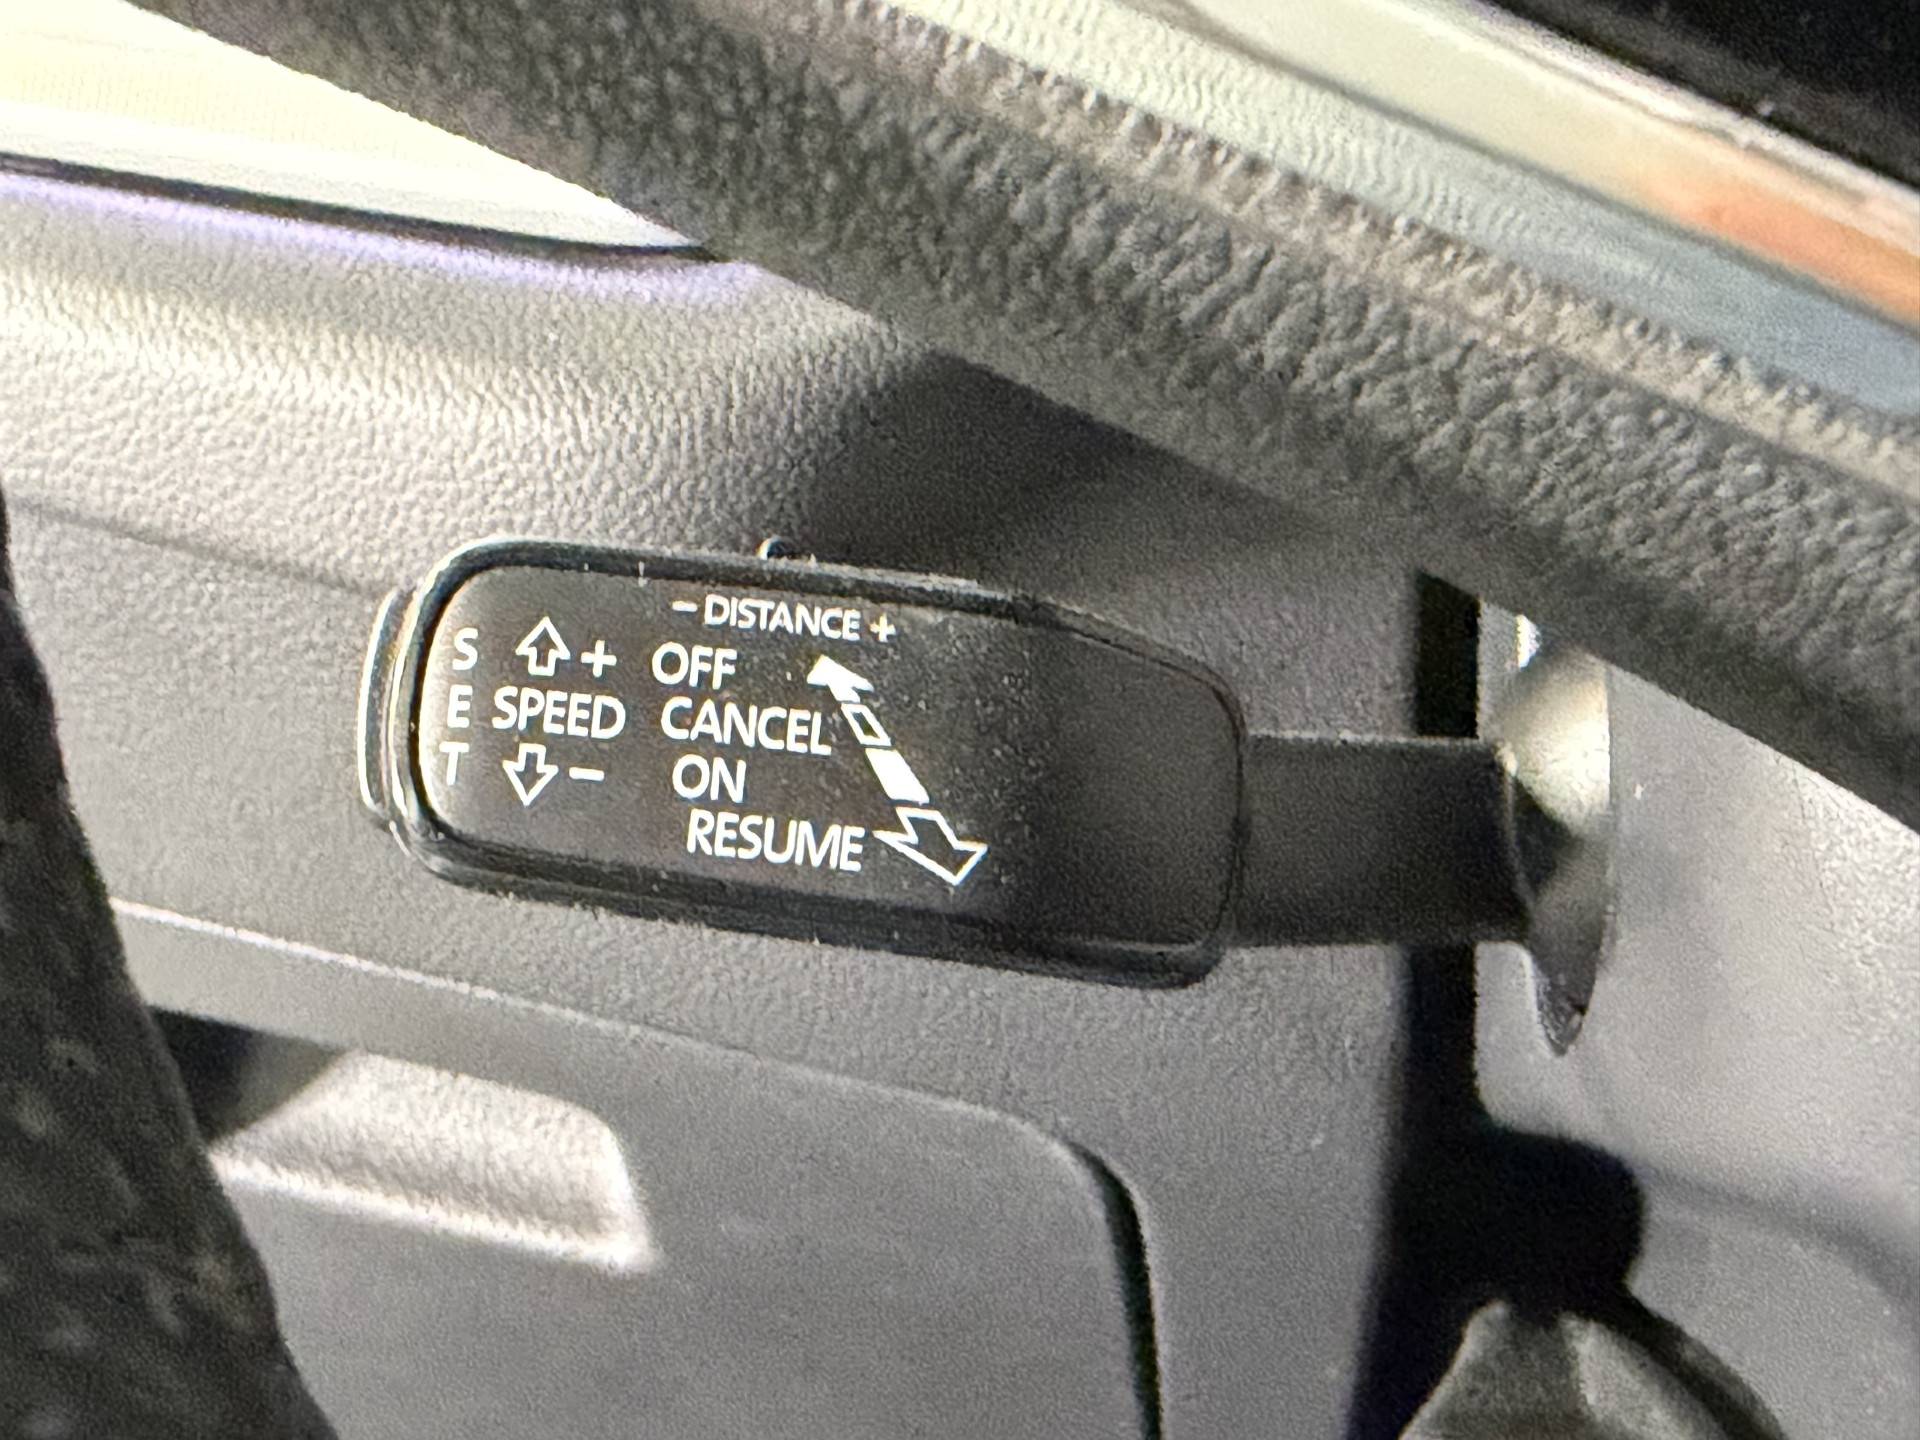 – DISTANCE +
S + OFF
E SPEED CANCEL
T – ON
RESUME